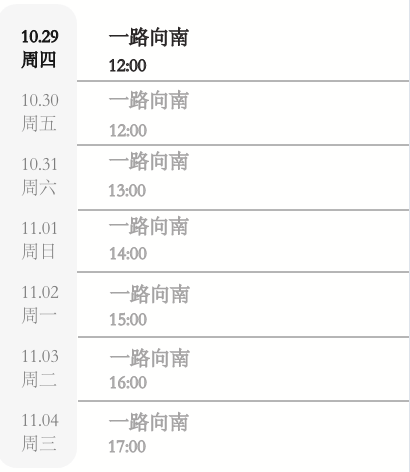 10.29
周四
一路向南
12:00
10.30
周五
一路向南
12:00
10.31
周六
一路向南
13:00
11.01
周日
一路向南
14:00
11.02
周一
一路向南
15:00
11.03
周二
一路向南
16:00
11.04
周三
一路向南
17:00